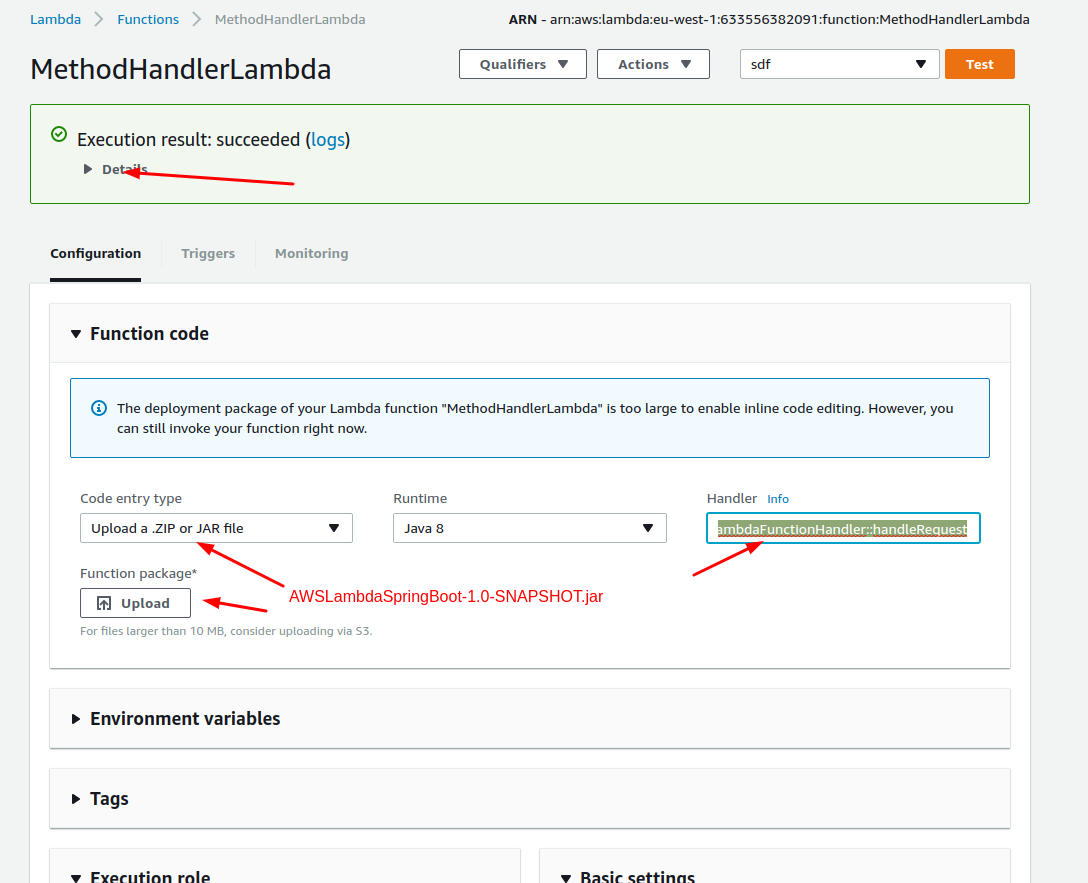 Lambda > Functions > MethodHandlerLambda ARN - arn:aws:lambda:eu-west-1:633556382091:function:MethodHandlerLambda
MethodHandlerLambda Qualifiers Actions sdf Test
Execution result: succeeded (logs)
Details
Configuration Triggers Monitoring
Function code
The deployment package of your Lambda function "MethodHandlerLambda" is too large to enable inline code editing. However, you
can still invoke your function right now.
Code entry type Runtime Handler Info
Upload a .ZIP or JAR file Java 8 ambdaFunctionHandler::handleRequest
Function package*
AWSLambdaSpringBoot-1.0-SNAPSHOT.jar
Upload
For files larger than 10 MB, consider uploading via S3.
Environment variables
Tags
Execution role Basic settings